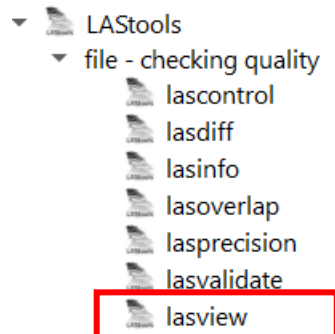 LAStools
file - checking quality
lascontrol
lasdiff
lasinfo
lasoverlap
lasprecision
lasvalidate
lasview